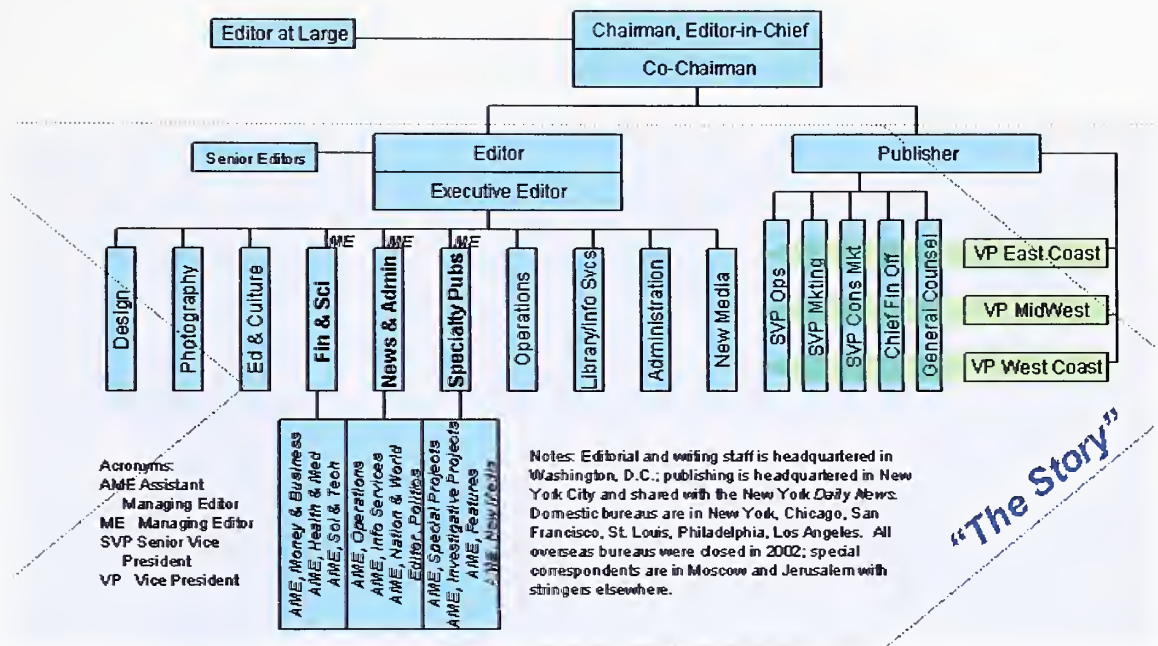 Editor at Large
Chairman, Editor-in-Chief
Co-Chairman
Senior Editors
Editor
Executive Editor
Publisher
Design
Photography
Ed & Culture
ME
Fin & Sci
ME
News & Admin
ME
Specialty Pubs
Operations
Library/Info Svcs
Administration
New Media
SVP Ops
SVP Mkting
SVP Cons Mkt
Chief Fin Off
General Counsel
VP East Coast
VP MidWest
VP West Coast
AME, Money & Business
AME, Health & Med
AME, Sci & Tech
AME, Operations
AME, Info Services
AME, Nation & World
Editor, Politics
AME, Special Projects
AME, Investigative Projects
AME, Features
AME, New Media
Acronyms:
AME Assistant
Managing Editor
ME Managing Editor
SVP Senior Vice
President
VP Vice President
Notes: Editorial and writing staff is headquartered in
Washington, D.C.; publishing is headquartered in New
York City and shared with the New York Daily News.
Domestic bureaus are in New York, Chicago, San
Francisco, St. Louis, Philadelphia, Los Angeles. All
overseas bureaus were closed in 2002; special
correspondents are in Moscow and Jerusalem with
stringers elsewhere.
"The Story"